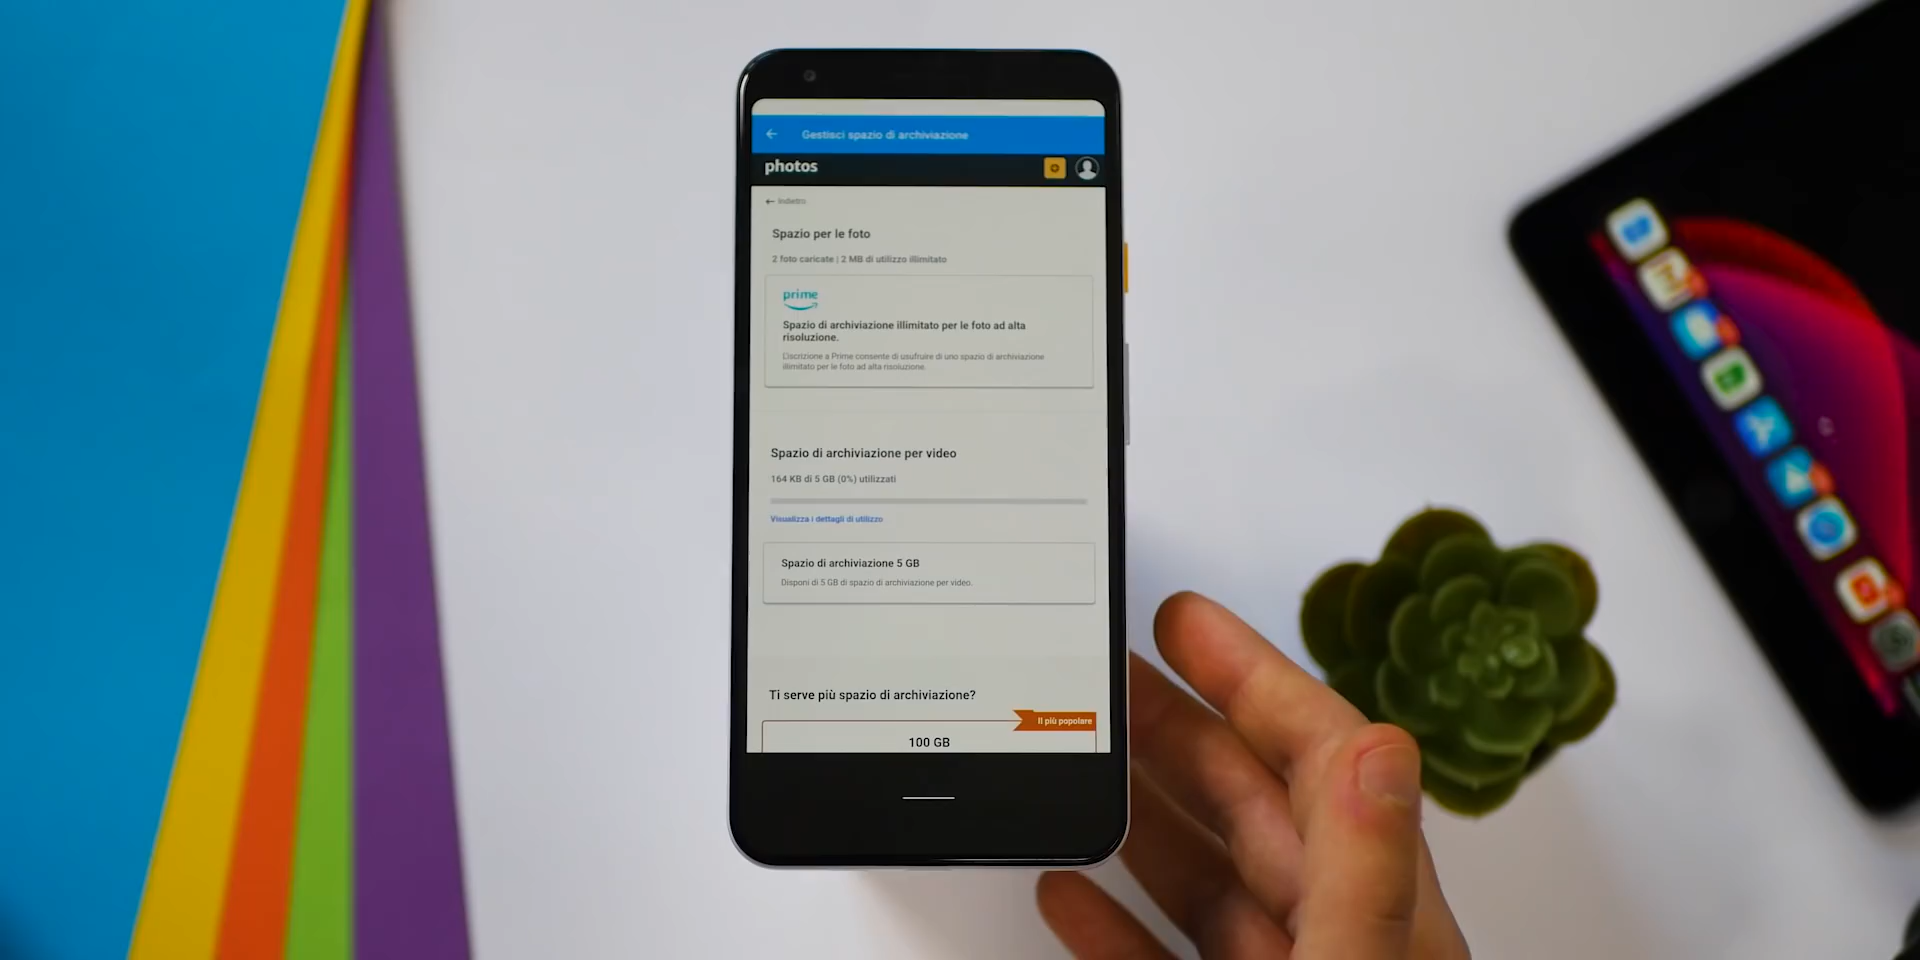 Gestisci spazio di archiviazione
photos
Indietro
Spazio per le foto
2 foto caricate | 2 MB di utilizzo illimitato
prime
Spazio di archiviazione illimitato per le foto ad alta
risoluzione.
L'iscrizione a Prime consente di usufruire di uno spazio di archiviazione
illimitato per le foto ad alta risoluzione.
Spazio di archiviazione per video
164 KB di 5 GB (0%) utilizzati
Visualizza i dettagli di utilizzo
Spazio di archiviazione 5 GB
Disponi di 5 GB di spazio di archiviazione per video.
Ti serve più spazio di archiviazione?
Il più popolare
100 GB